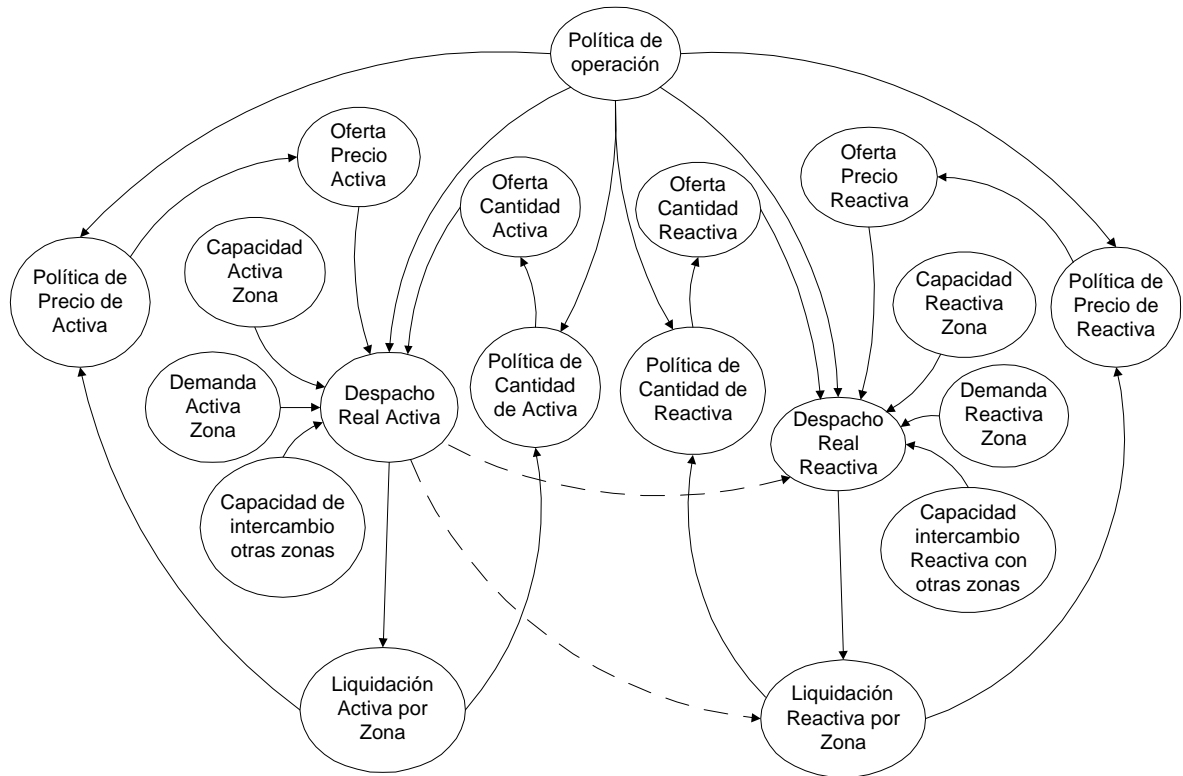 Política de
operación
Oferta
Precio
Activa
Oferta
Cantidad
Activa
Oferta
Cantidad
Reactiva
Oferta
Precio
Reactiva
Política de
Precio de
Activa
Capacidad
Activa
Zona
Capacidad
Reactiva
Zona
Política de
Precio de
Reactiva
Demanda
Activa
Zona
Despacho
Real Activa
Política de
Cantidad
de Activa
Política de
Cantidad de
Reactiva
Despacho
Real
Reactiva
Demanda
Reactiva
Zona
Capacidad de
intercambio
otras zonas
Capacidad
intercambio
Reactiva con
otras zonas
Liquidación
Activa por
Zona
Liquidación
Reactiva por
Zona